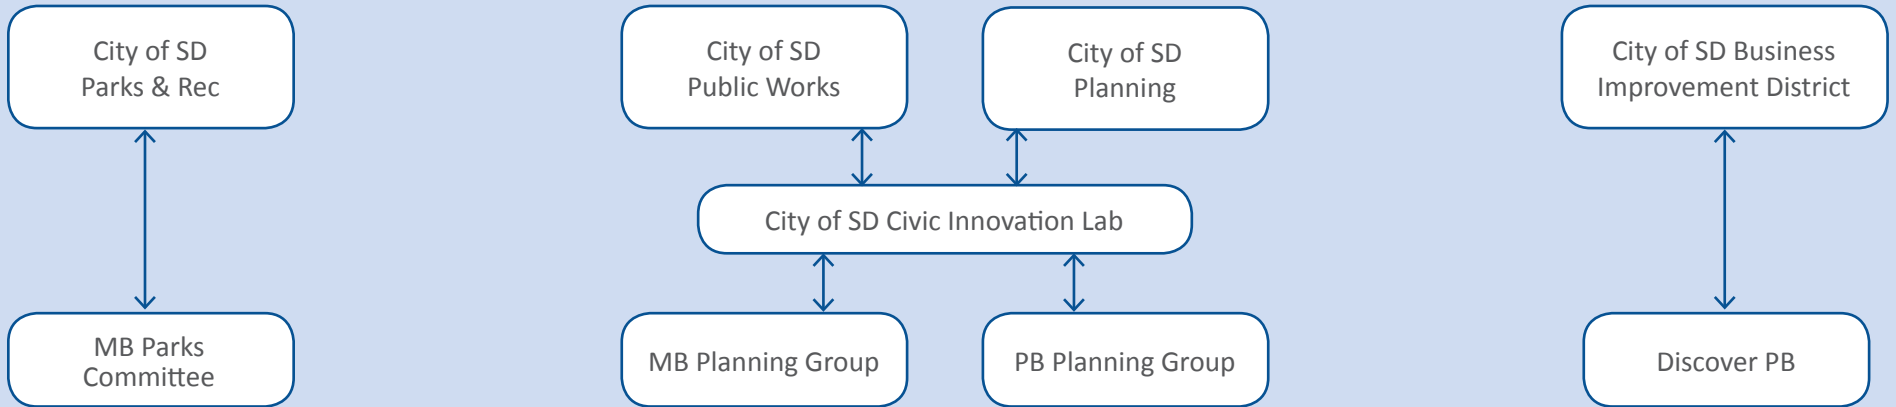 City of SD
Parks & Rec
City of SD
Public Works
City of SD
Planning
City of SD Business
Improvement District
City of SD Civic Innovation Lab
MB Parks
Committee
MB Planning Group
PB Planning Group
Discover PB